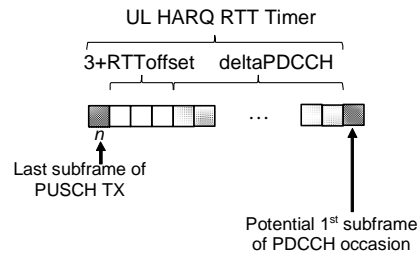 UL HARQ RTT Timer
3+RTToffset deltaPDCCH
...
n
Last subframe of
PUSCH TX
Potential 1st subframe
of PDCCH occasion